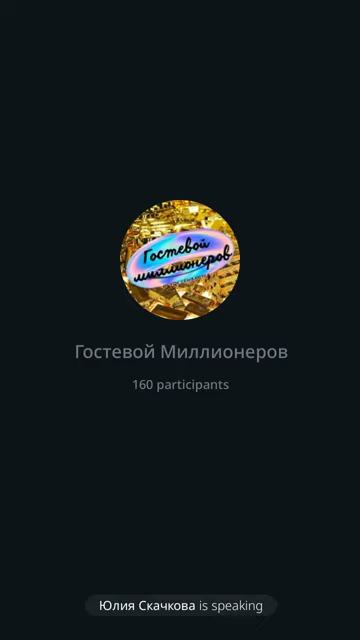 Гостевой
миллионеров
Гостевой Миллионеров
160 participants
Юлия Скачкова is speaking